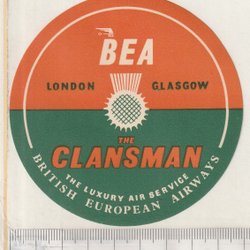 BEA
LONDON GLASGOW
THE
CLANSMAN
THE LUXURY AIR SERVICE
BRITISH EUROPEAN AIRWAYS